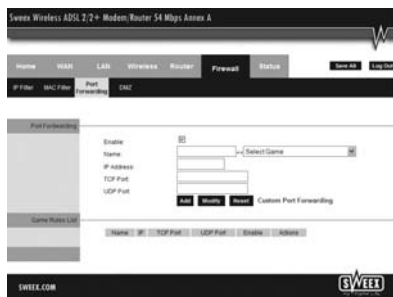 Sweex Wireless ADSL 2/2+ Modem/Router 54 Mbps Annex A
Home WAN LAN Wireless Router Firewall Status Save All Log Out
IP Filter MAC Filter Port Forwarding DMZ
Port Forwarding
Enable:
Name: Select Game
IP Address:
TCP Port:
UDP Port:
Add Modify Reset Custom Port Forwarding
Game Rules List
Name IP TCP Port UDP Port Enable Actions
SWEEX.COM
SWEEX